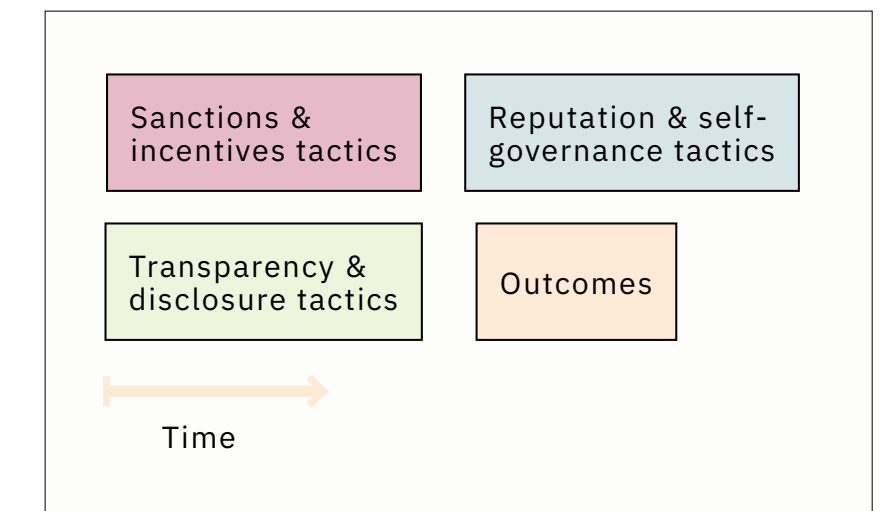 Sanctions &
incentives tactics
Reputation & self-
governance tactics
Transparency &
disclosure tactics
Outcomes
Time